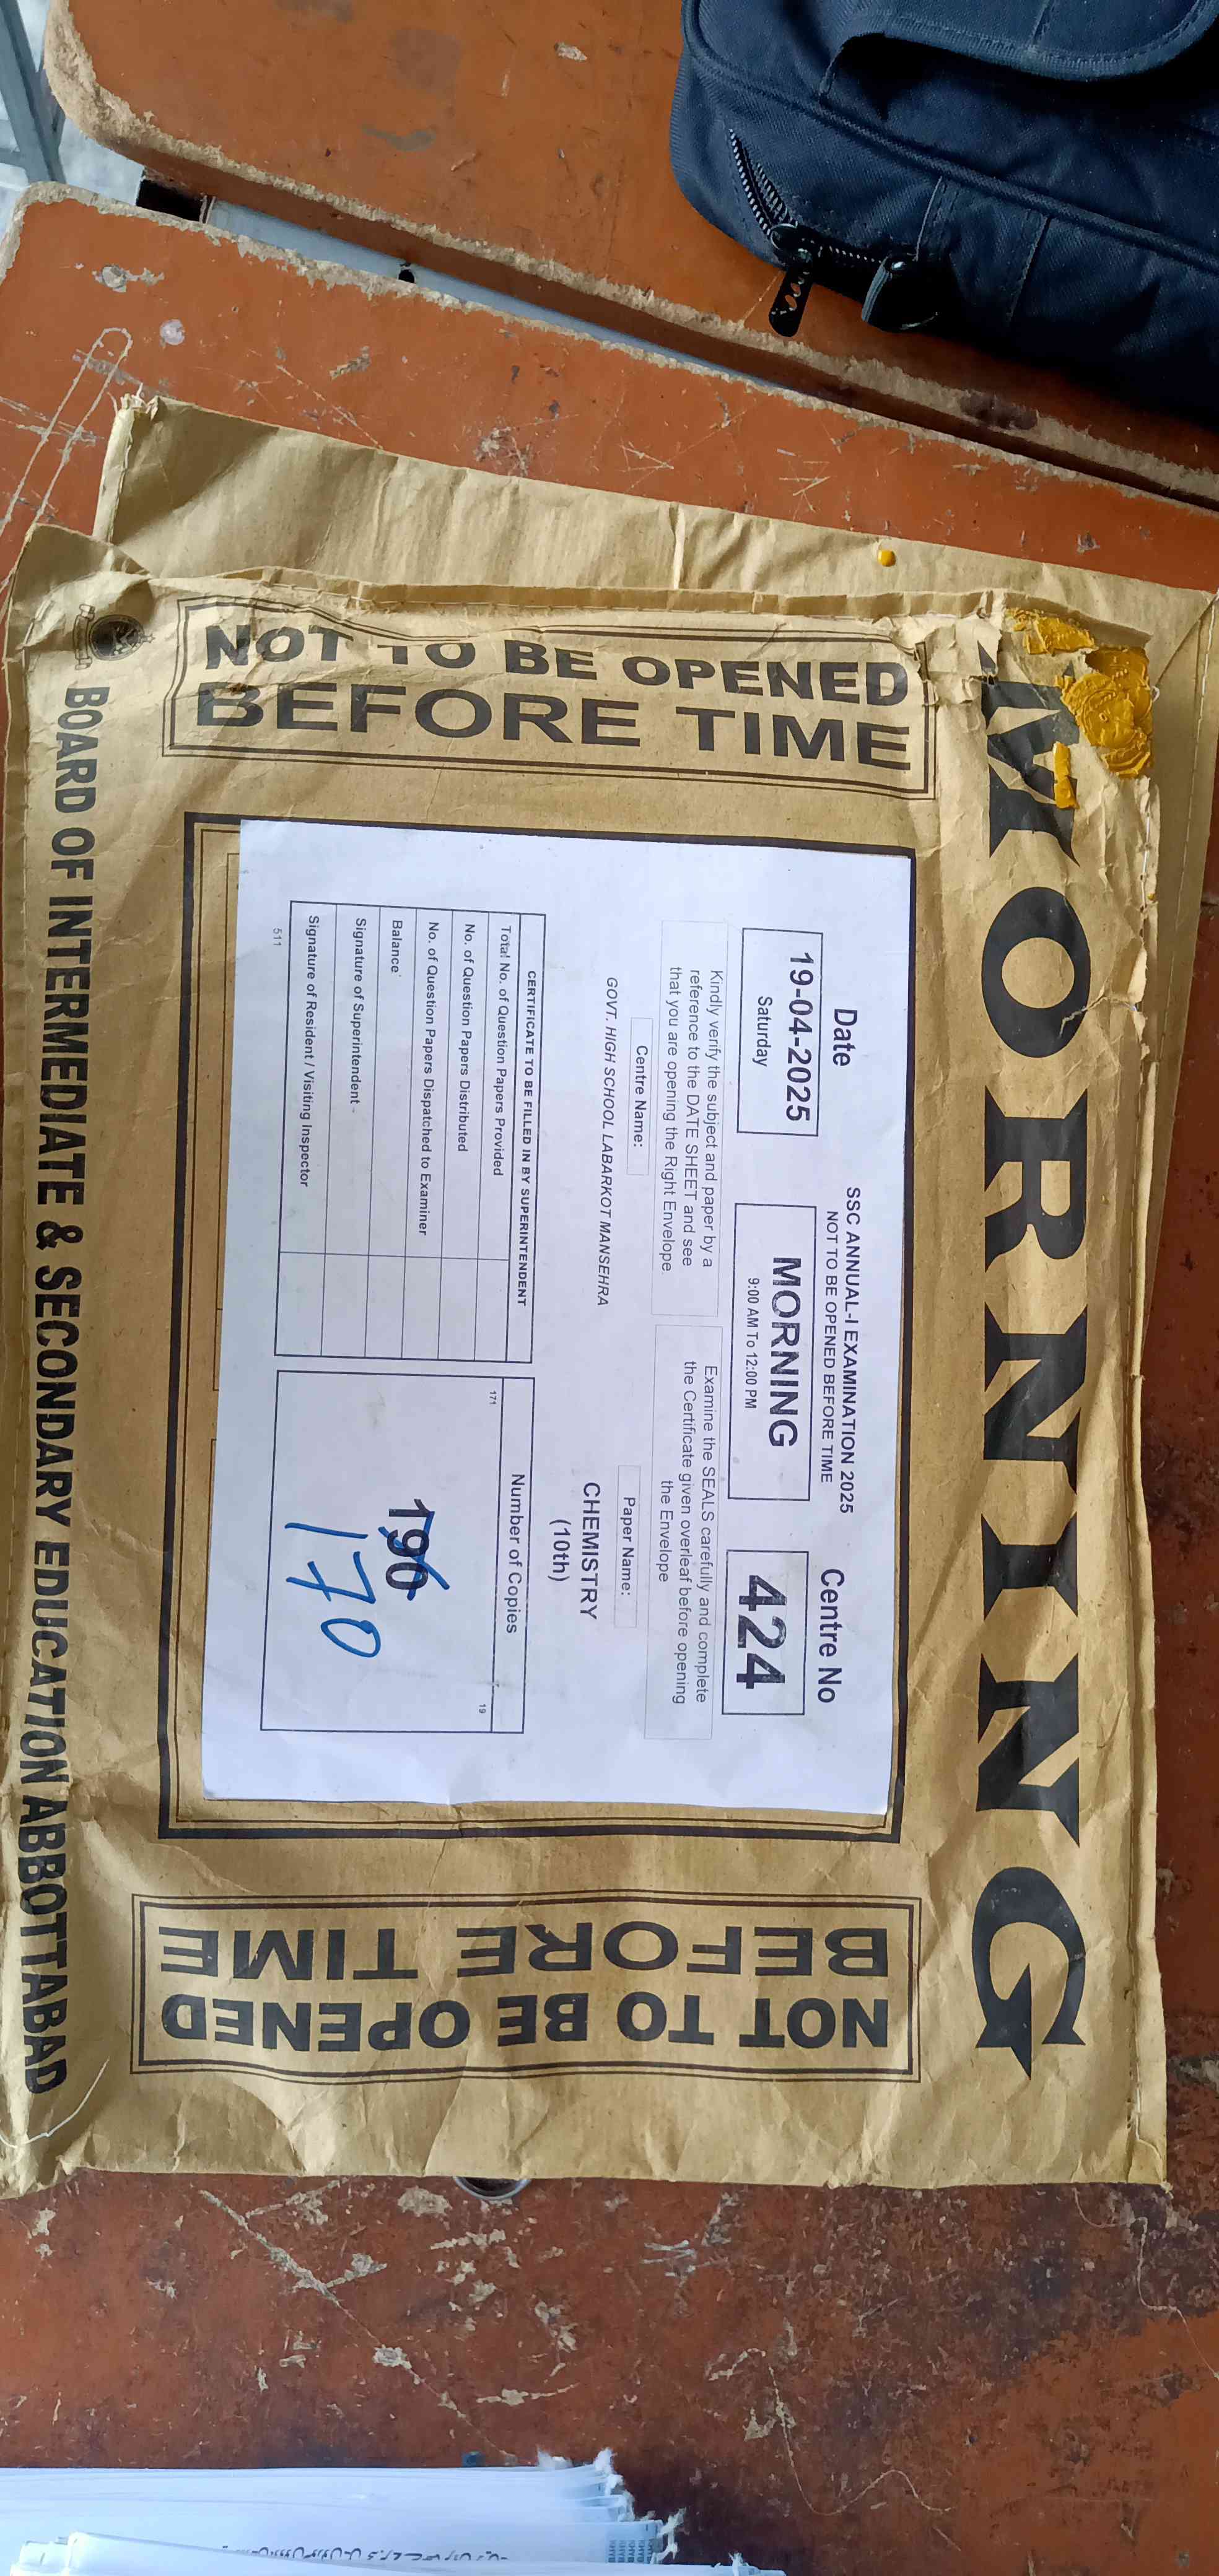 MORNING
NOT TO BE OPENED
BEFORE TIME
Date
19-04-2025
Saturday
SSC ANNUAL-I EXAMINATION 2025
NOT TO BE OPENED BEFORE TIME
MORNING
9:00 AM To 12:00 PM
Centre No
424
Kindly verify the subject and paper by a
reference to the DATE SHEET and see
that you are opening the Right Envelope.
Examine the SEALS carefully and complete
the Certificate given overleaf before opening
the Envelope
Centre Name:
GOVT. HIGH SCHOOL LABARKOT MANSEHRA
Paper Name:
CHEMISTRY
(10th)
CERTIFICATE TO BE FILLED IN BY SUPERINTENDENT
Total No. of Question Papers Provided
No. of Question Papers Distributed
No. of Question Papers Dispatched to Examiner
Balance
Signature of Superintendent
Signature of Resident / Visiting Inspector
511
Number of Copies
171
19
190
170
NOT TO BE OPENED
BEFORE TIME
BOARD OF INTERMEDIATE & SECONDARY EDUCATION ABBOTTABAD